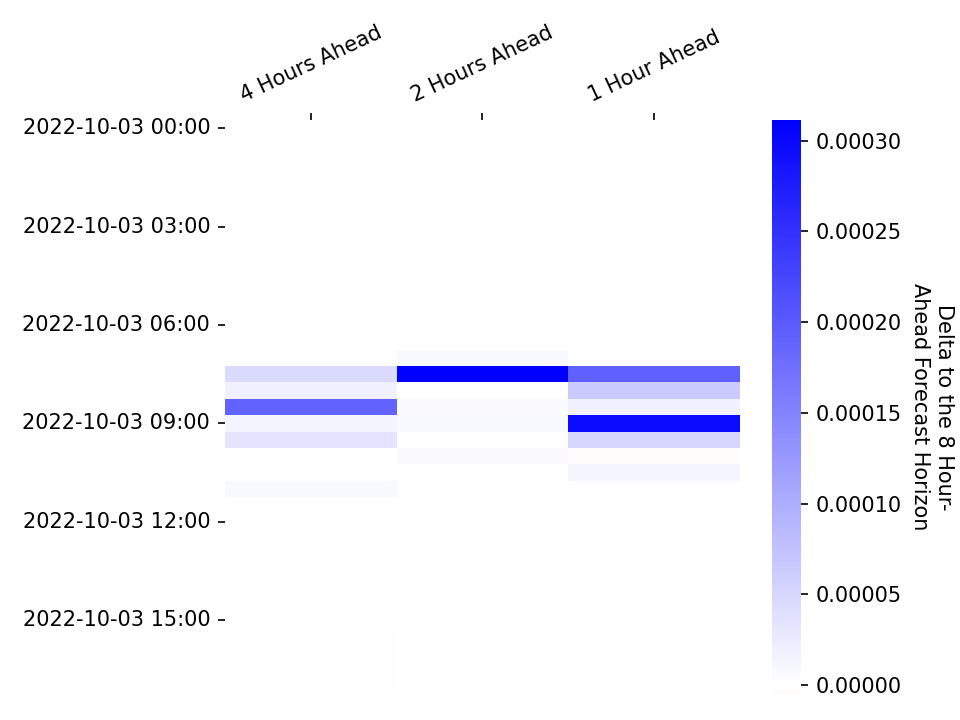 4 Hours Ahead
2 Hours Ahead
1 Hour Ahead
2022-10-03 00:00
2022-10-03 03:00
2022-10-03 06:00
2022-10-03 09:00
2022-10-03 12:00
2022-10-03 15:00
0.00030
0.00025
0.00020
0.00015
0.00010
0.00005
0.00000
Delta to the 8 Hour-
Ahead Forecast Horizon